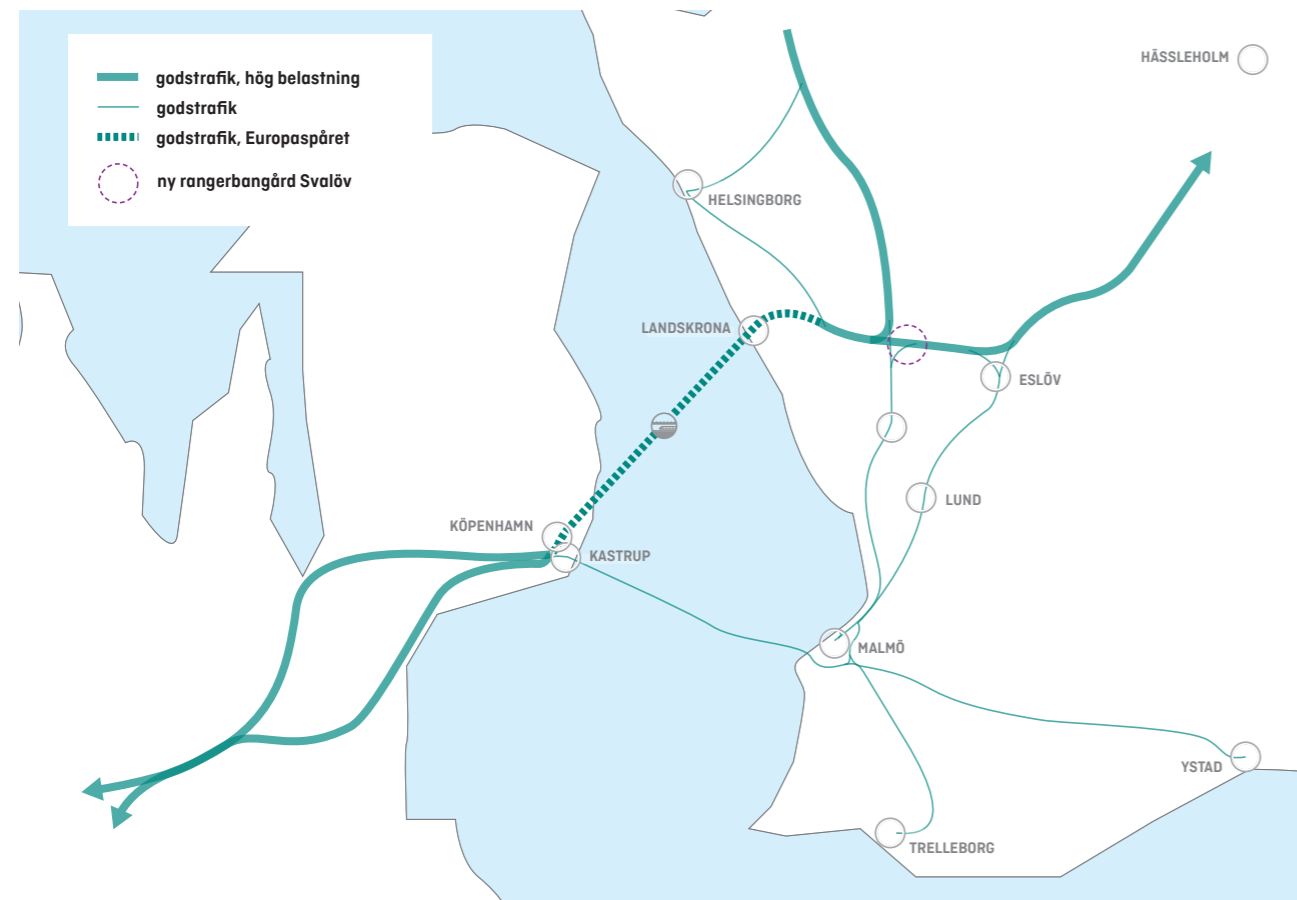 godstrafik, hög belastning
godstrafik
godstrafik, Europaspåret
ny rangerbangård Svalöv
HÄSSLEHOLM
HELSINGBORG
LANDSKRONA
ESLÖV
LUND
KÖPENHAMN
KASTRUP
MALMÖ
YSTAD
TRELLEBORG